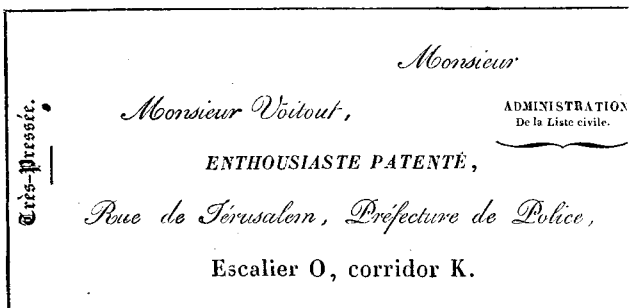 Très-Pressée.
Monsieur
Monsieur Voitout,
ADMINISTRATION
De la Liste civile.
ENTHOUSIASTE PATENTÉ,
Rue de Jérusalem, Préfecture de Police,
Escalier O, corridor K.